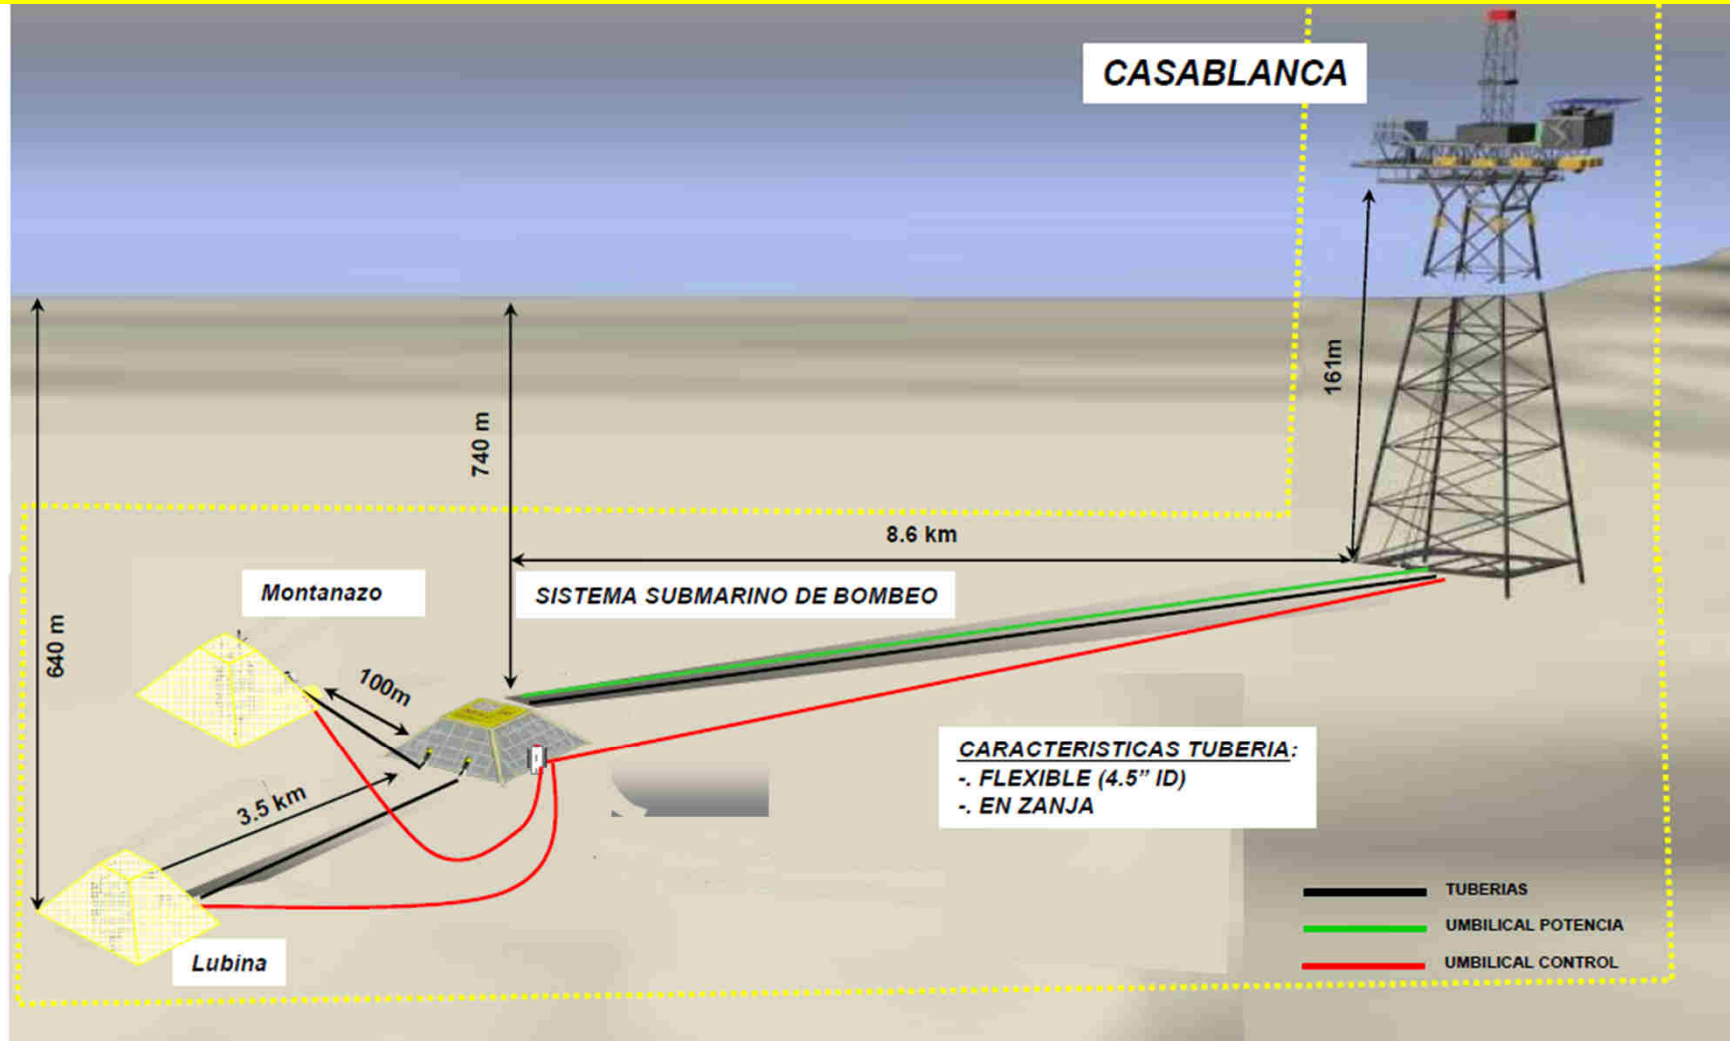 CASABLANCA
161m
740 m
8.6 km
640 m
Montanazo
SISTEMA SUBMARINO DE BOMBEO
100m
3.5 km
CARACTERISTICAS TUBERIA:
-. FLEXIBLE (4.5” ID)
-. EN ZANJA
Lubina
TUBERIAS
UMBILICAL POTENCIA
UMBILICAL CONTROL